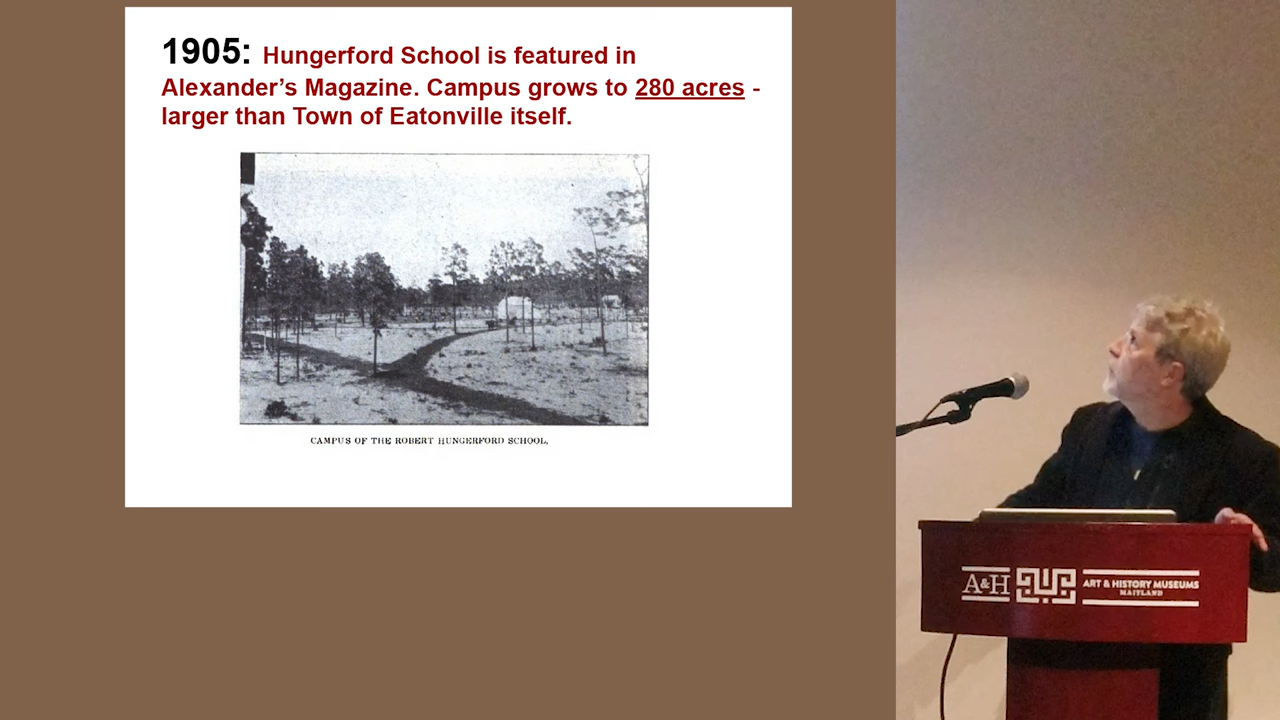 1905: Hungerford School is featured in
Alexander’s Magazine. Campus grows to 280 acres -
larger than Town of Eatonville itself.
CAMPUS OF THE ROBERT HUNGERFORD SCHOOL.
A&H
ART & HISTORY MUSEUMS
MAITLAND